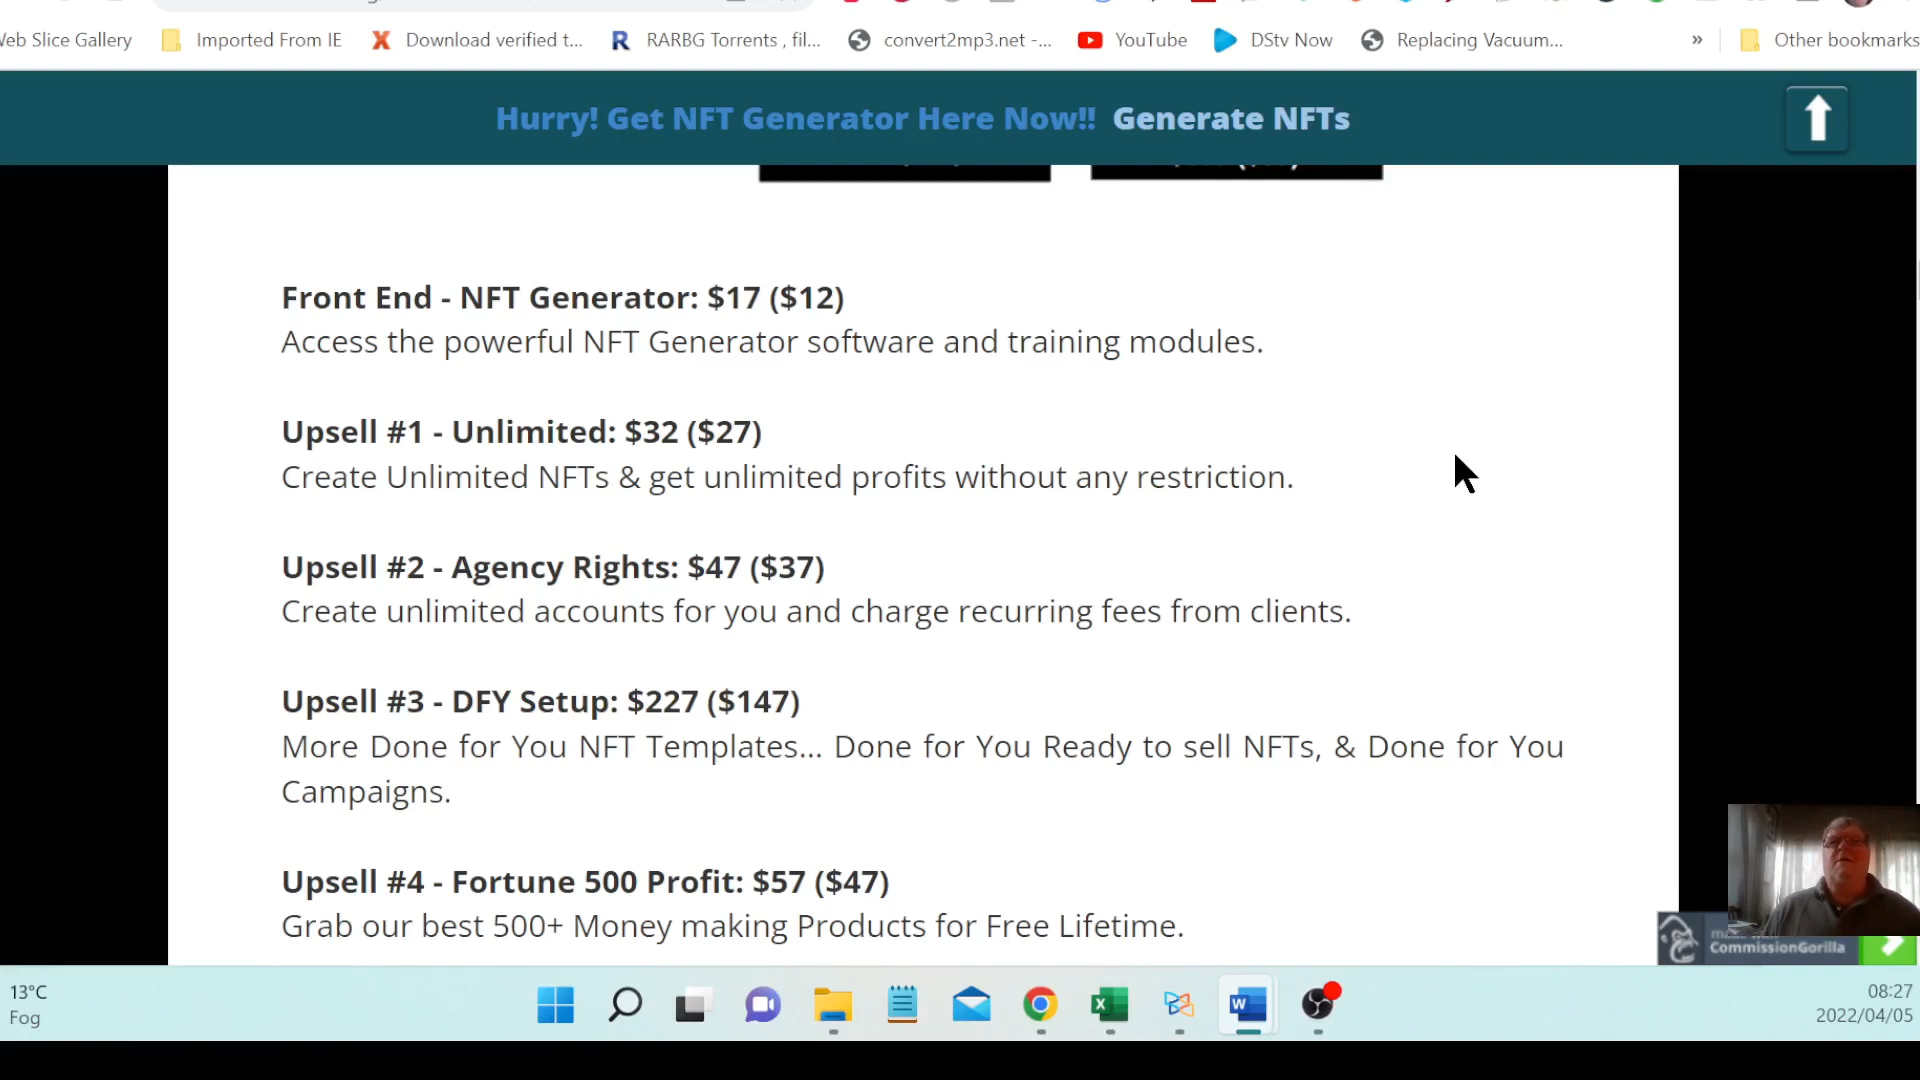 Web Slice Gallery
Imported From IE
Download verified t...
RARBG Torrents , fil...
convert2mp3.net -...
YouTube
DStv Now
Replacing Vacuum...
»
Other bookmarks
Hurry! Get NFT Generator Here Now!! Generate NFTs
Front End - NFT Generator: $17 ($12)
Access the powerful NFT Generator software and training modules.
Upsell #1 - Unlimited: $32 ($27)
Create Unlimited NFTs & get unlimited profits without any restriction.
Upsell #2 - Agency Rights: $47 ($37)
Create unlimited accounts for you and charge recurring fees from clients.
Upsell #3 - DFY Setup: $227 ($147)
More Done for You NFT Templates... Done for You Ready to sell NFTs, & Done for You
Campaigns.
Upsell #4 - Fortune 500 Profit: $57 ($47)
Grab our best 500+ Money making Products for Free Lifetime.
CommissionGorilla
13°C
Fog
08:27
2022/04/05